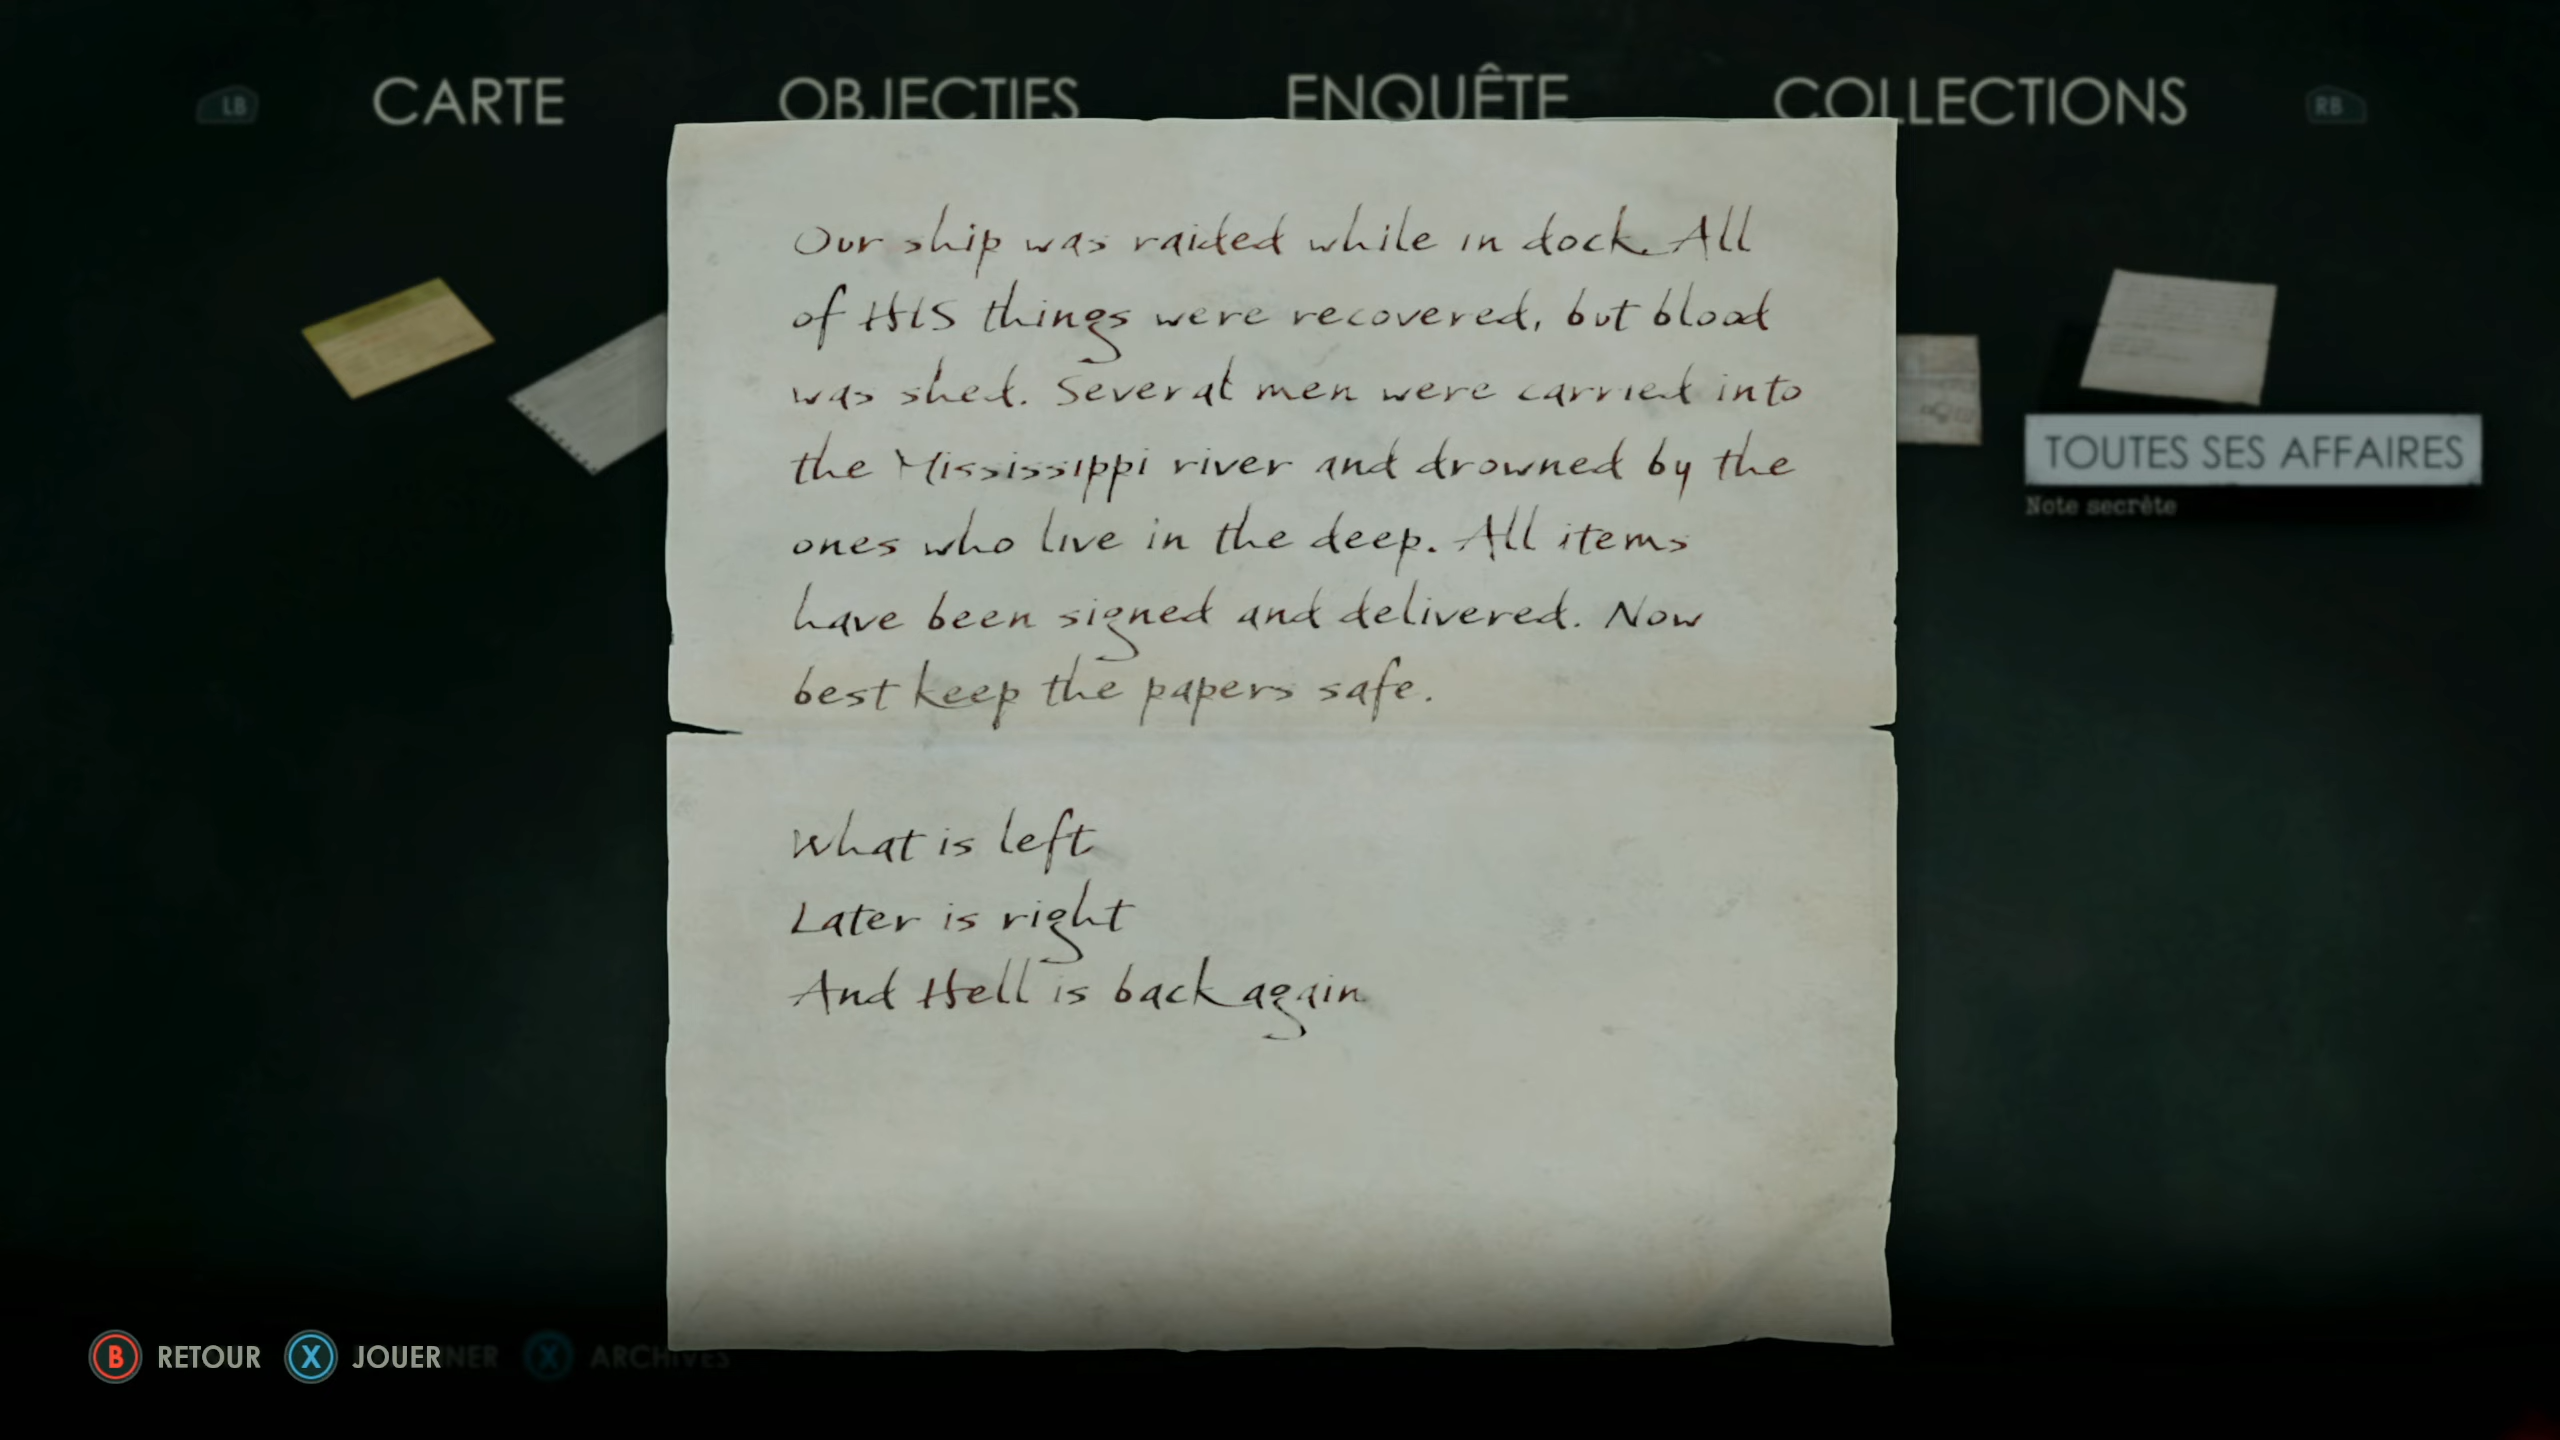 LB
CARTE
OBJECTIFS
ENQUÊTE
COLLECTIONS
RB
Our ship was raided while in dock. All
of HIS things were recovered, but blood
was shed. Several men were carried into
the Mississippi river and drowned by the
ones who live in the deep. All items
have been signed and delivered. Now
best keep the papers safe.
What is left
Later is right
And Hell is back again
TOUTES SES AFFAIRES
Note secrète
B RETOUR X JOUER
X ARCHIVES